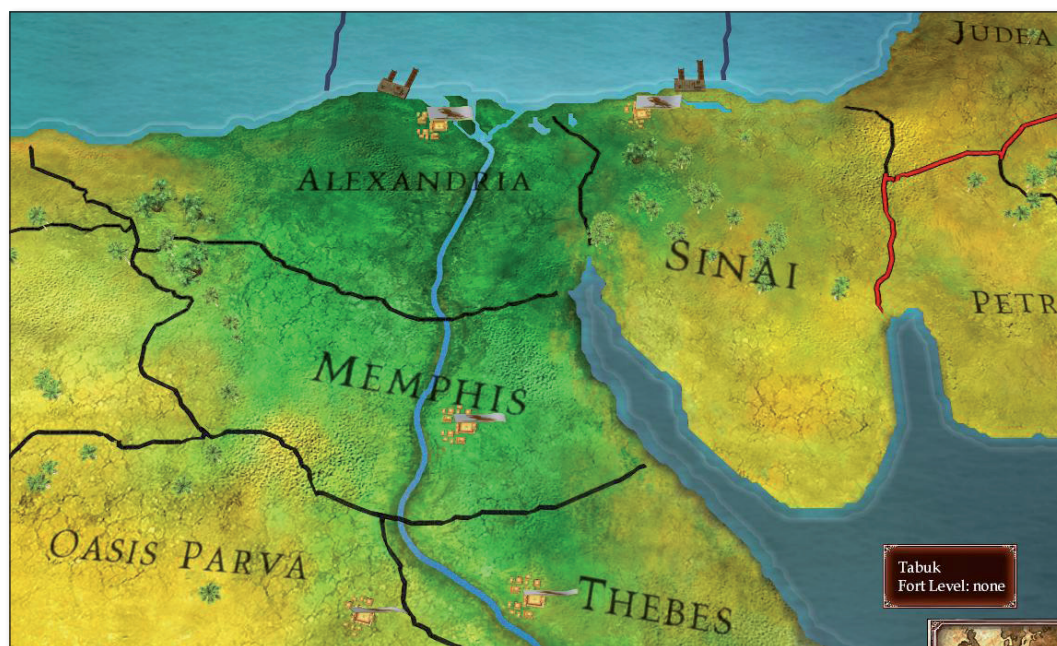 JUDEA
ALEXANDRIA
SINAI
PETR
MEMPHIS
OASIS PARVA
THEBES
Tabuk
Fort Level: none